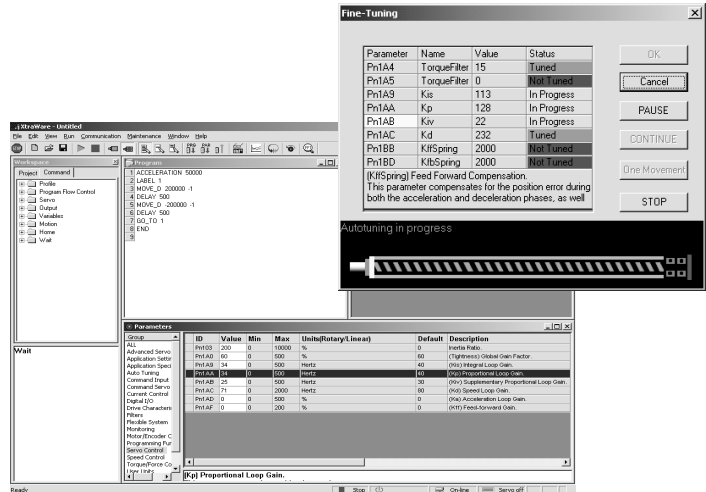 Fine-Tuning
Parameter Name Value Status
Pn1A4 TorqueFilter 15 Tuned
Pn1A5 TorqueFilter 0 Not Tuned
Pn1A9 Kis 113 In Progress
Pn1AA Kp 128 In Progress
Pn1AB Kiv 22 In Progress
Pn1AC Kd 232 Tuned
Pn1BB KffSpring 2000 Not Tuned
Pn1BD KfbSpring 2000 Not Tuned
(KffSpring) Feed Forward Compensation.
This parameter compensates for the position error during
both the acceleration and deceleration phases, as well
OK
Cancel
PAUSE
CONTINUE
One Movement
STOP
Autotuning in progress
XtraWare - Untitled
File Edit View Run Communication Maintenance Window Help
Workspace
Project Command
Profile
Program Flow Control
Servo
Output
Variables
Motion
Home
Wait
Program
1 ACCELERATION 50000
2 LABEL 1
3 MOVE_D 200000 -1
4 DELAY 500
5 MOVE_D -200000 -1
6 DELAY 500
7 GO_TO 1
8 END
9
Wait
Parameters
Group
ALL
Advanced Servo
Application Settin
Application Speci
Auto Tuning
Command Input
Command Servo
Current Control
Digital I/O
Drive Characteris
Filters
Flexible System
Monitoring
Motor/Encoder C
Programming Fun
Servo Control
Speed Control
Torque/Force Co
User Units
ID Value Min Max Units(Rotary/Linear) Default Description
Pn103 200 0 10000 % 0 Inertia Ratio.
Pn1A0 60 0 500 % 60 (Tightness) Global Gain Factor.
Pn1A9 34 0 500 Hertz 40 (Kis) Integral Loop Gain.
Pn1AA 34 0 500 Hertz 40 (Kp) Proportional Loop Gain.
Pn1AB 25 0 500 Hertz 30 (Kiv) Supplementary Proportional Loop Gain.
Pn1AC 71 0 2000 Hertz 80 (Kd) Speed Loop Gain.
Pn1AD 0 0 500 % 0 (Ka) Acceleration Loop Gain.
Pn1AF 0 0 200 % 0 (Kff) Feed-forward Gain.
(Kp) Proportional Loop Gain.
Ready
Stop
On-line
Servo off